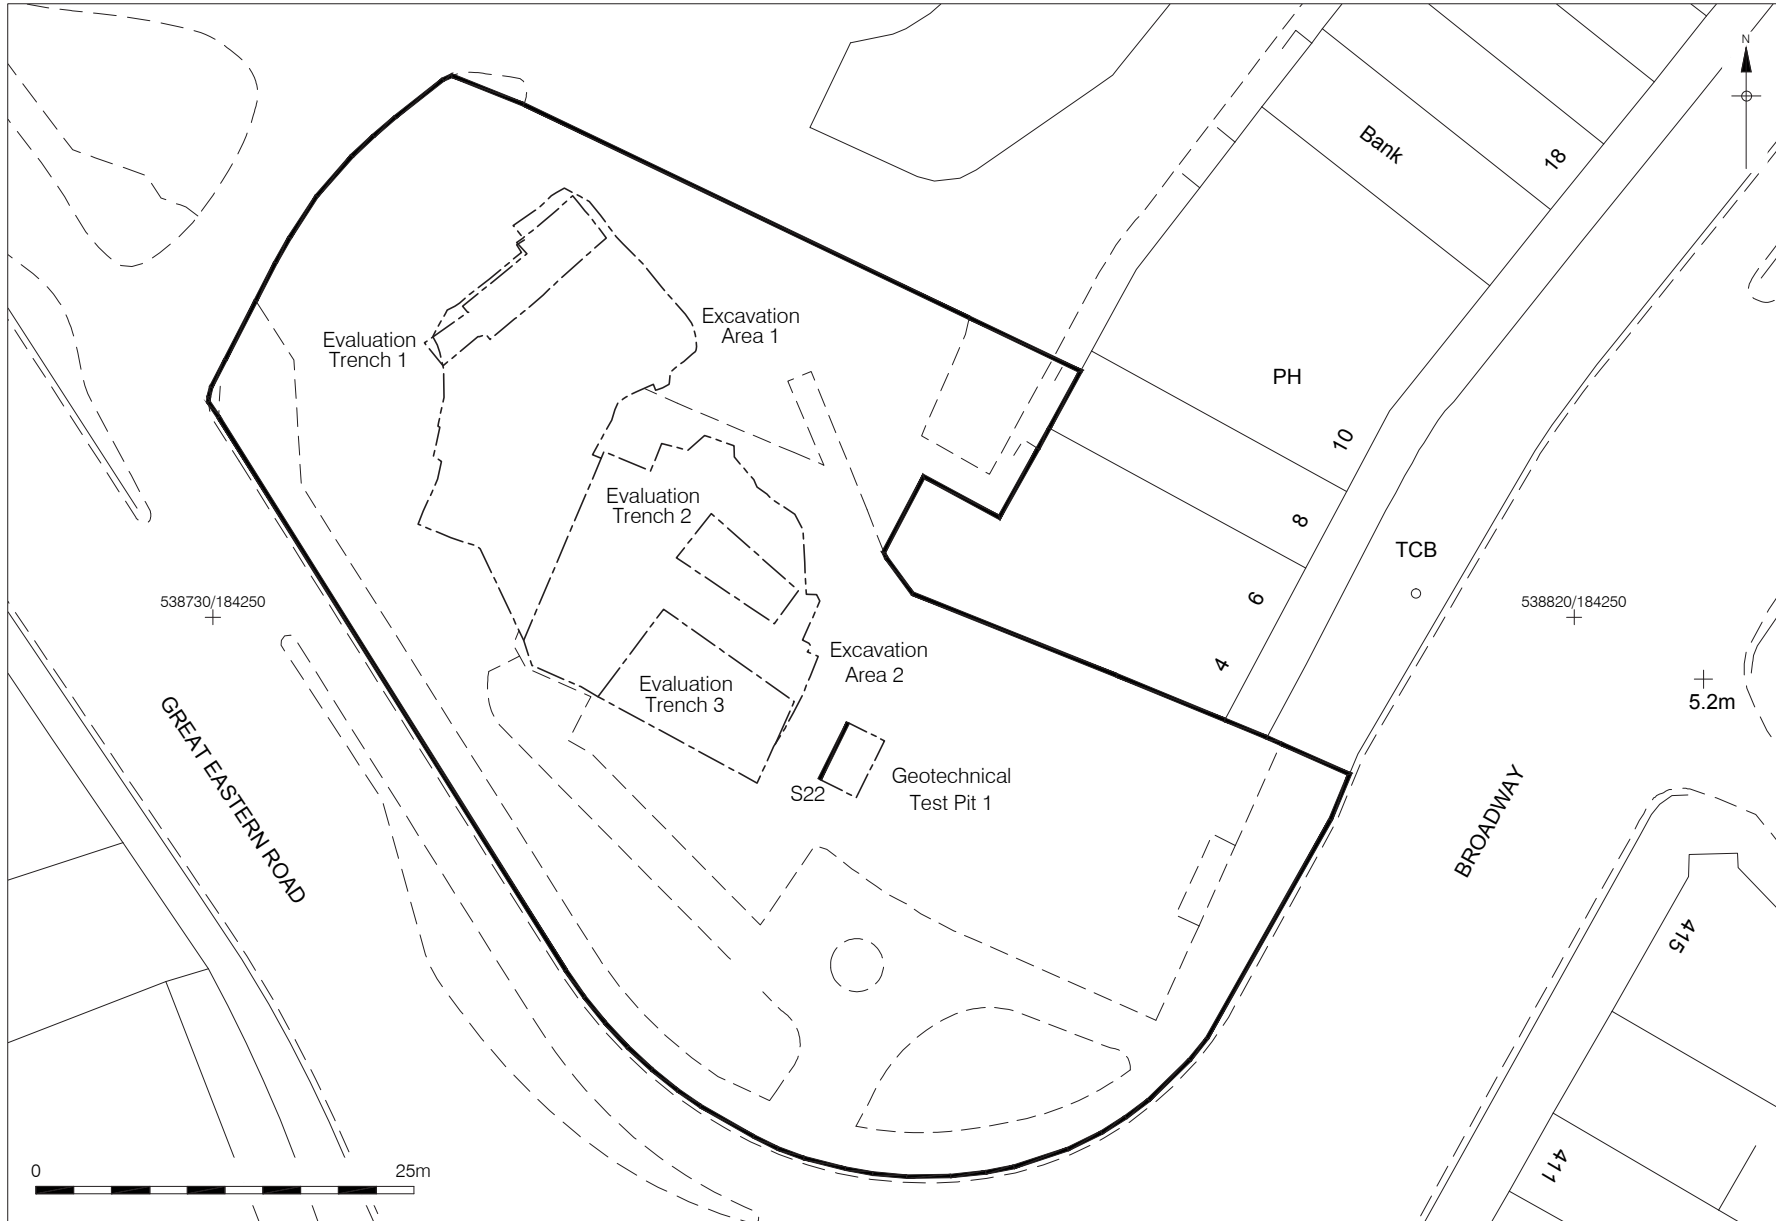 N
Bank
18
Excavation
Area 1
Evaluation
Trench 1
PH
10
Evaluation
Trench 2
8
TCB
538730/184250
6
538820/184250
Excavation
Area 2
4
Evaluation
Trench 3
5.2m
GREAT EASTERN ROAD
S22
Geotechnical
Test Pit 1
BROADWAY
415
411
0
25m